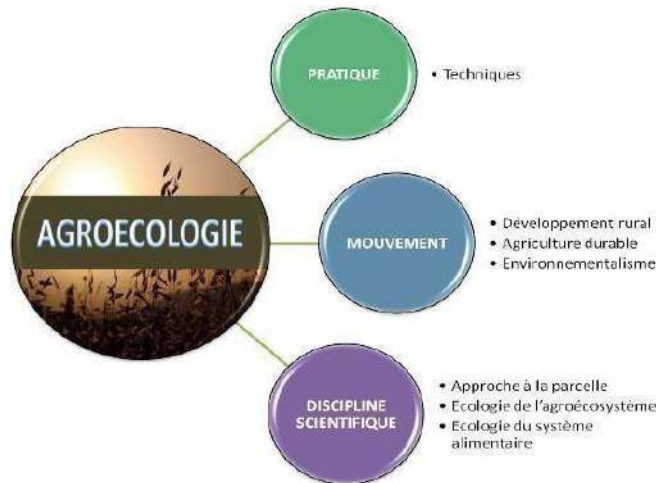 PRATIQUE
• Techniques
AGROECOLOGIE
MOUVEMENT
• Développement rural
• Agriculture durable
• Environnementalisme
DISCIPLINE
SCIENTIFIQUE
• Approche à la parcelle
• Ecologie de l'agroécosystème
• Ecologie du système
alimentaire